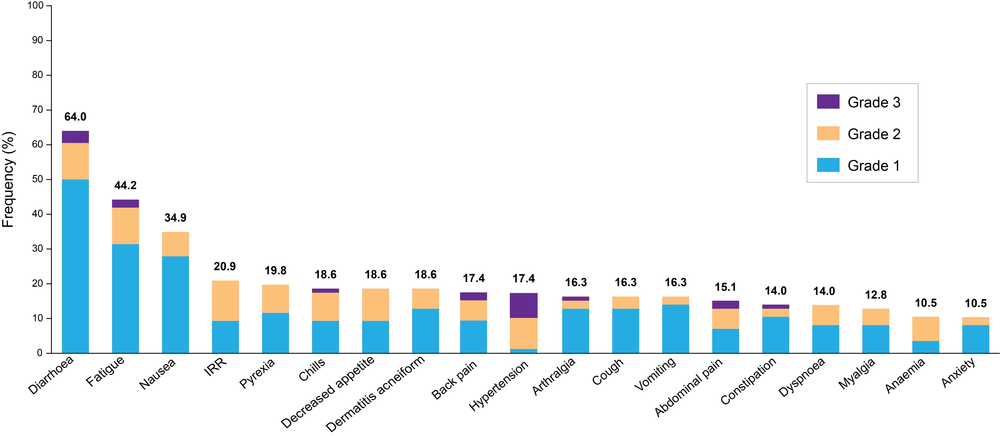 Frequency (%)
100
90
80
70
60
50
40
30
20
10
0
64.0
44.2
34.9
20.9
19.8
18.6
18.6
18.6
17.4
17.4
16.3
16.3
16.3
15.1
14.0
14.0
12.8
10.5
10.5
Grade 3
Grade 2
Grade 1
Diarrhoea
Fatigue
Nausea
IRR
Pyrexia
Chills
Decreased appetite
Dermatitis acneiform
Back pain
Hypertension
Arthralgia
Cough
Vomiting
Abdominal pain
Constipation
Dyspnoea
Myalgia
Anaemia
Anxiety